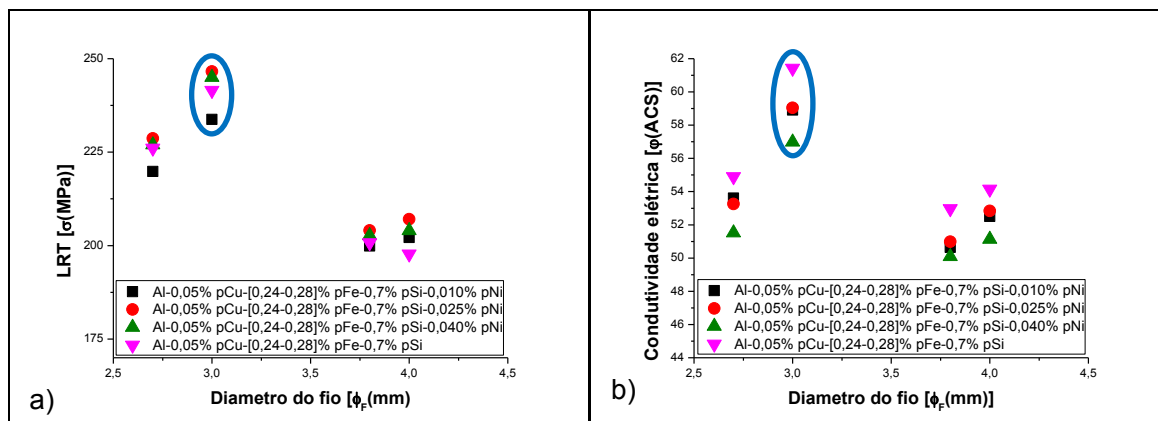 250
225
200
175
LRT [σ(MPa)]
Al-0,05% pCu-[0,24-0,28]% pFe-0,7% pSi-0,010% pNi
Al-0,05% pCu-[0,24-0,28]% pFe-0,7% pSi-0,025% pNi
Al-0,05% pCu-[0,24-0,28]% pFe-0,7% pSi-0,040% pNi
Al-0,05% pCu-[0,24-0,28]% pFe-0,7% pSi
2,5 3,0 3,5 4,0 4,5
Diametro do fio [ϕF(mm)
a)
62
60
58
56
54
52
50
48
46
44
Condutividade elétrica [φ(ACS)]
Al-0,05% pCu-[0,24-0,28]% pFe-0,7% pSi-0,010% pNi
Al-0,05% pCu-[0,24-0,28]% pFe-0,7% pSi-0,025% pNi
Al-0,05% pCu-[0,24-0,28]% pFe-0,7% pSi-0,040% pNi
Al-0,05% pCu-[0,24-0,28]% pFe-0,7% pSi
2,5 3,0 3,5 4,0 4,5
Diametro do fio [ϕF(mm)]
b)